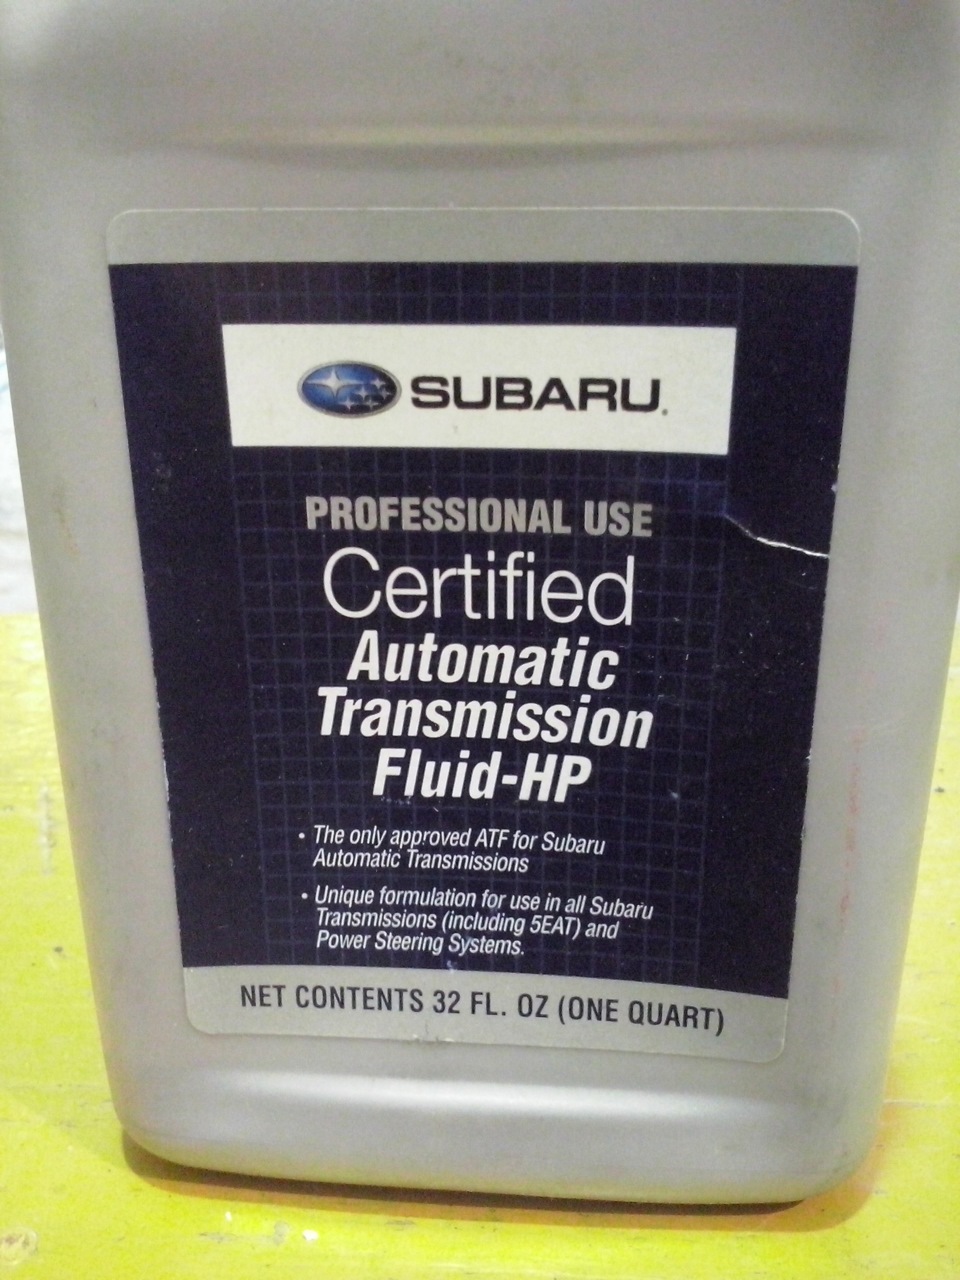 SUBARU.
PROFESSIONAL USE
Certified
Automatic
Transmission
Fluid-HP
• The only approved ATF for Subaru
Automatic Transmissions
• Unique formulation for use in all Subaru
Transmissions (including 5EAT) and
Power Steering Systems.
NET CONTENTS 32 FL. OZ (ONE QUART)